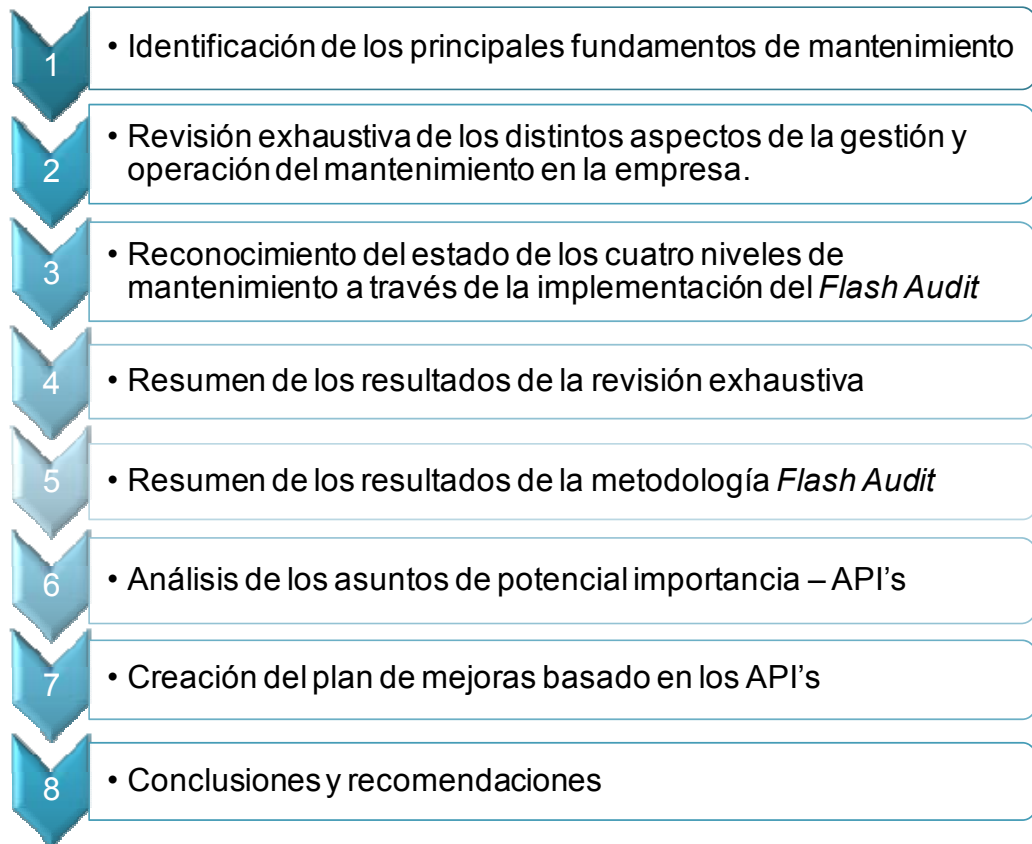 1
• Identificación de los principales fundamentos de mantenimiento
2
• Revisión exhaustiva de los distintos aspectos de la gestión y
operación del mantenimiento en la empresa.
3
• Reconocimiento del estado de los cuatro niveles de
mantenimiento a través de la implementación del Flash Audit
4
• Resumen de los resultados de la revisión exhaustiva
5
• Resumen de los resultados de la metodología Flash Audit
6
• Análisis de los asuntos de potencial importancia – API’s
7
• Creación del plan de mejoras basado en los API’s
8
• Conclusiones y recomendaciones